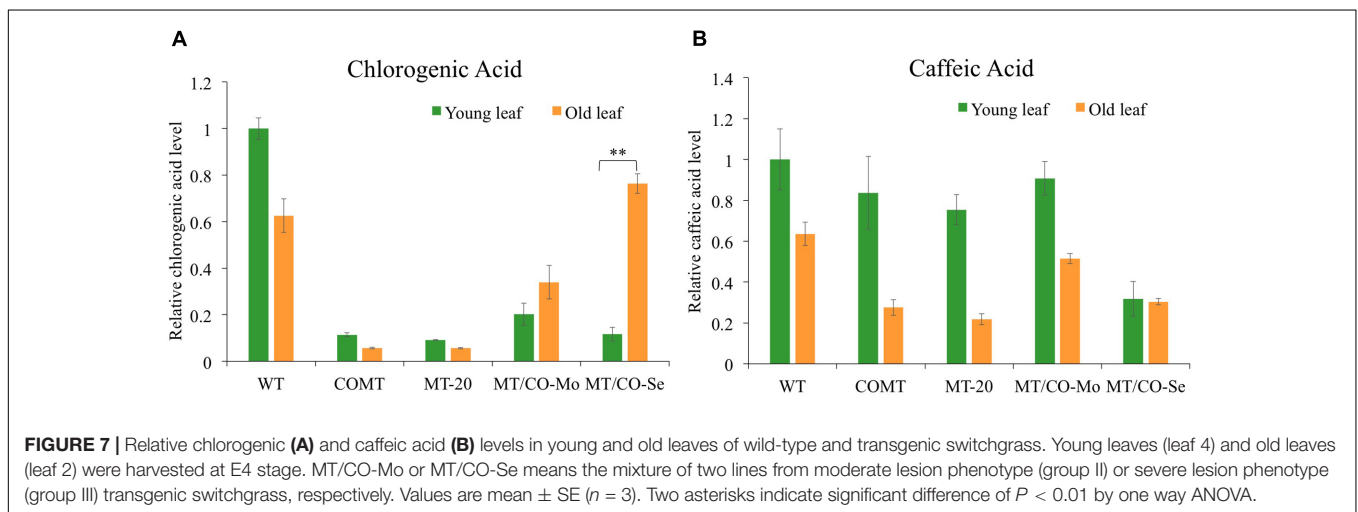 A
Chlorogenic Acid
Young leaf
Old leaf
Relative chlorogenic acid level
1.2
1
0.8
0.6
0.4
0.2
0
**
WT
COMT
MT-20
MT/CO-Mo
MT/CO-Se
B
Caffeic Acid
Young leaf
Old leaf
Relative caffeic acid level
1.4
1.2
1
0.8
0.6
0.4
0.2
0
WT
COMT
MT-20
MT/CO-Mo
MT/CO-Se
FIGURE 7 | Relative chlorogenic (A) and caffeic acid (B) levels in young and old leaves of wild-type and transgenic switchgrass. Young leaves (leaf 4) and old leaves
(leaf 2) were harvested at E4 stage. MT/CO-Mo or MT/CO-Se means the mixture of two lines from moderate lesion phenotype (group II) or severe lesion phenotype
(group III) transgenic switchgrass, respectively. Values are mean ± SE (n = 3). Two asterisks indicate significant difference of P < 0.01 by one way ANOVA.